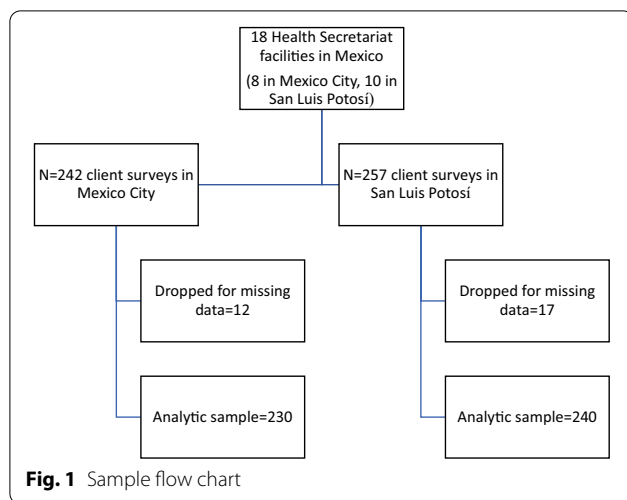 18 Health Secretariat
facilities in Mexico
(8 in Mexico City, 10 in
San Luis Potosí)
N=242 client surveys in
Mexico City
N=257 client surveys in
San Luis Potosí
Dropped for missing
data=12
Dropped for missing
data=17
Analytic sample=230
Analytic sample=240
Fig. 1 Sample flow chart